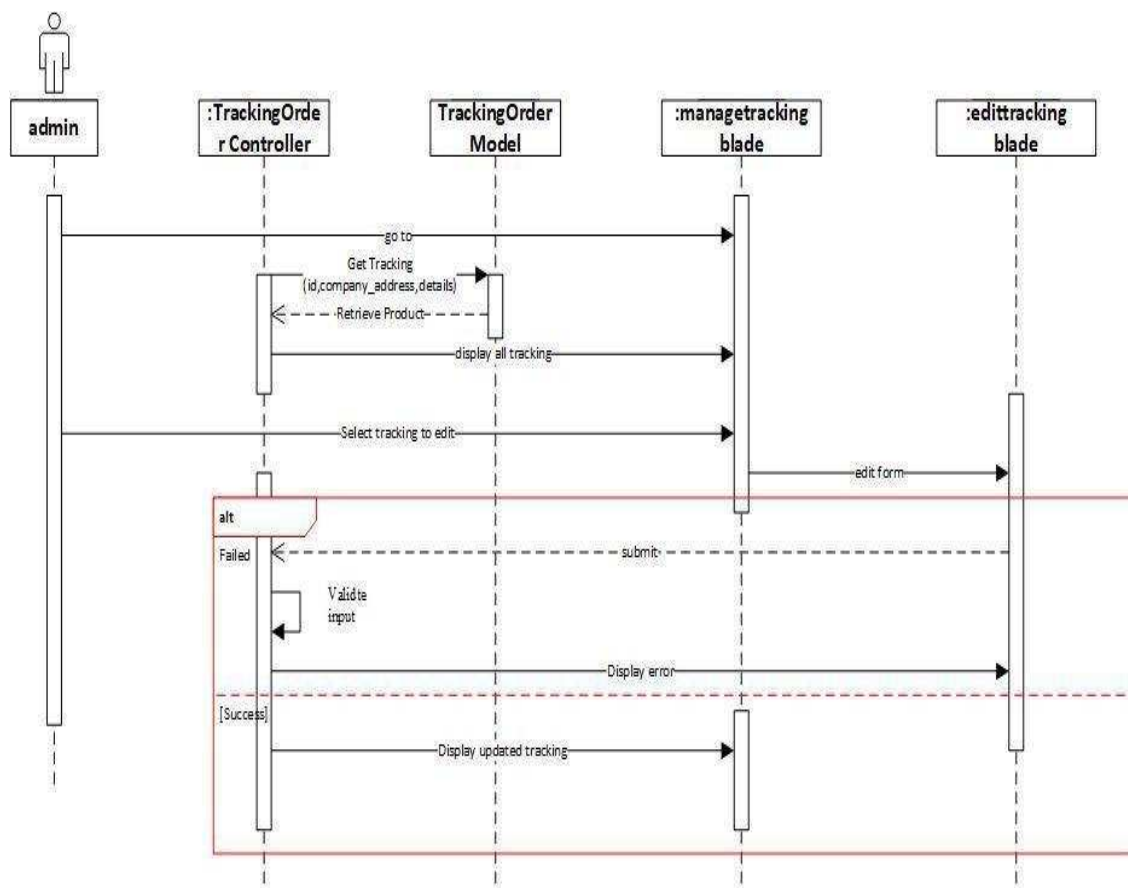 admin
:TrackingOrde
r Controller
TrackingOrder
Model
:managetracking
blade
:edittracking
blade
go to
Get Tracking
(id,company_address,details)
Retrieve Product
display all tracking
Select tracking to edit
edit form
alt
Failed
submit
Validte
input
Display error
[Success]
Display updated tracking